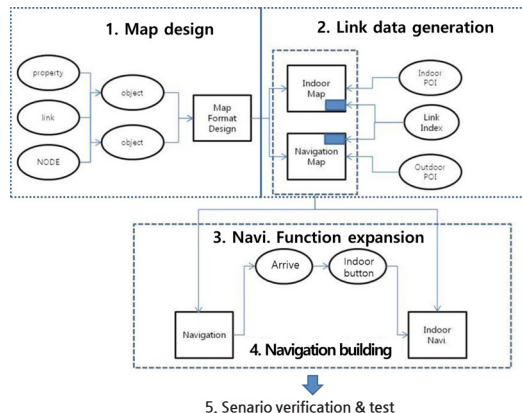 1. Map design
2. Link data generation
property
link
NODE
object
object
Map
Format
Design
Indoor
Map
Navigation
Map
Indoor
POI
Link
Index
Outdoor
POI
3. Navi. Function expansion
Arrive
Indoor
button
Navigation
Indoor
Navi.
4. Navigation building
5. Senario verification & test